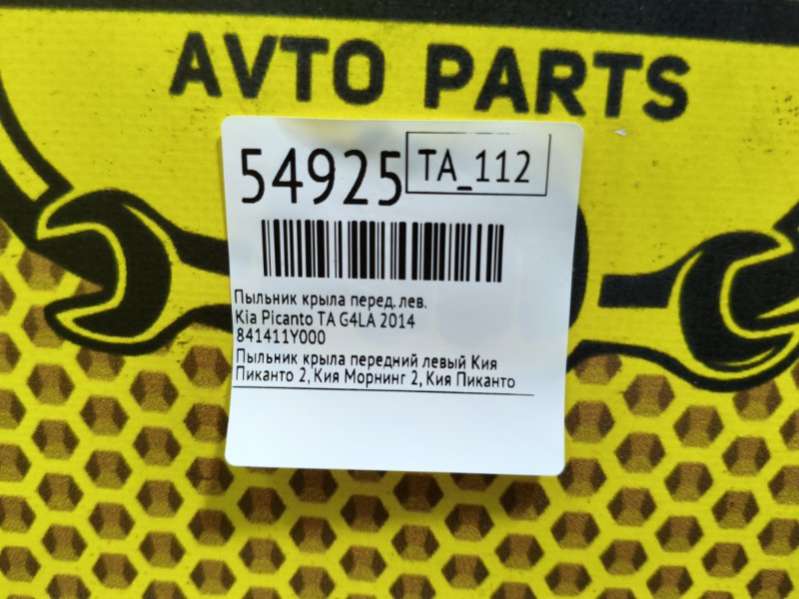 AVTO PARTS
54925 TA_112
Пыльник крыла перед. лев.
Kia Picanto TA G4LA 2014
841411Y000
Пыльник крыла передний левый Кия
Пиканто 2, Кия Морнинг 2, Кия Пиканто